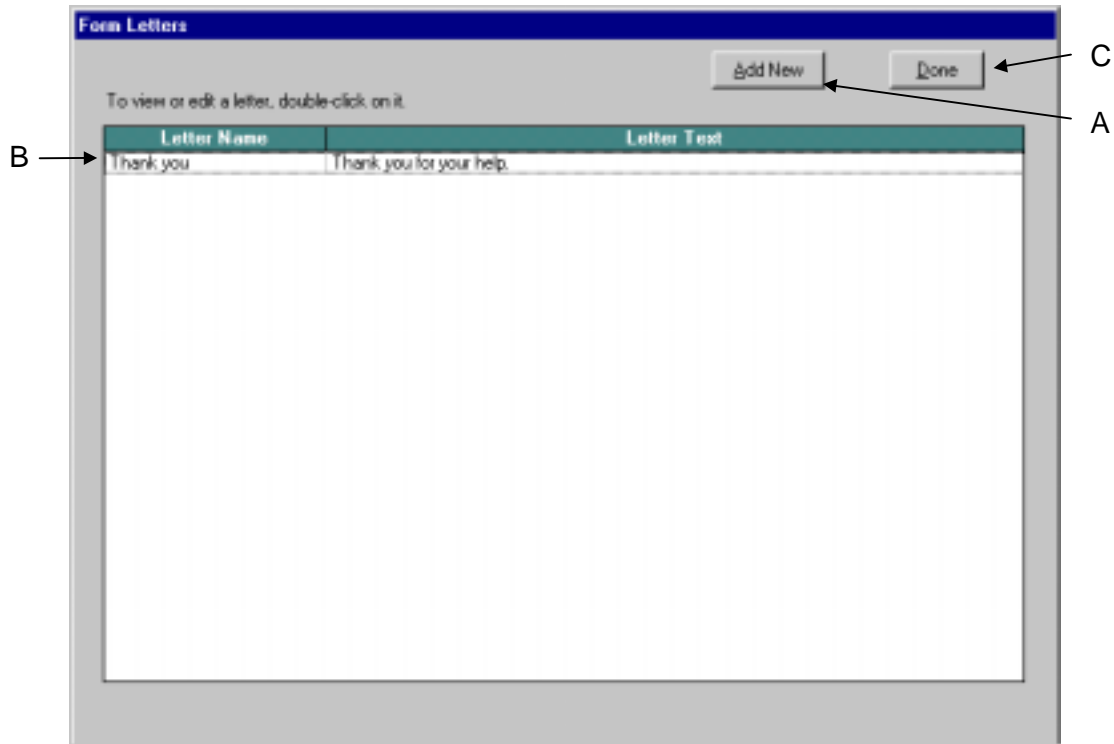 Form Letters
Add New Done C
To view or edit a letter, double-click on it.
A
Letter Name Letter Text
B Thank you Thank you for your help.